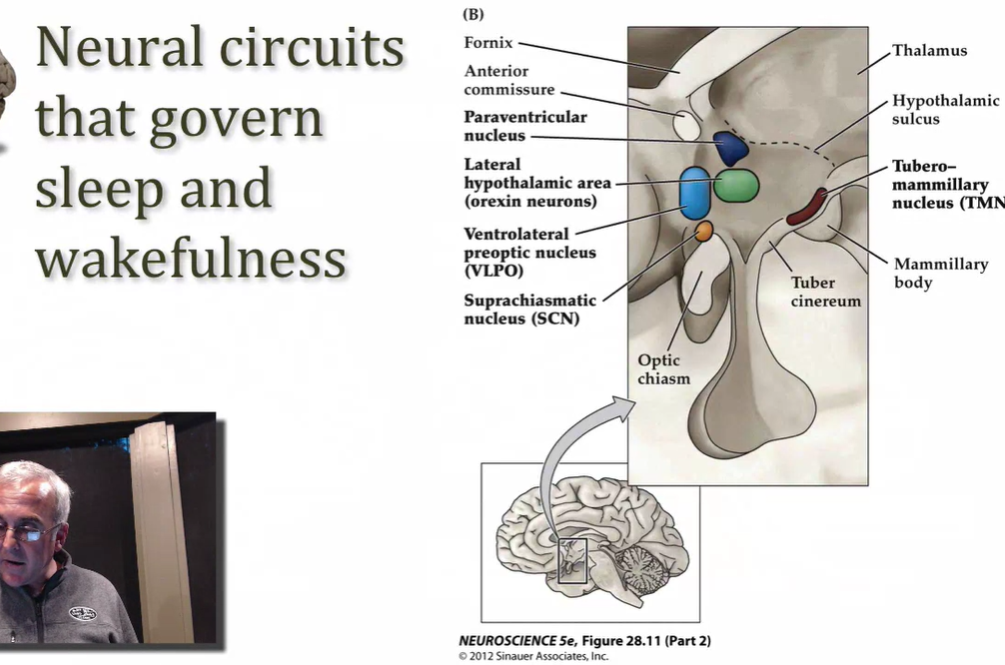 Neural circuits
that govern
sleep and
wakefulness
(B)
Fornix
Anterior
commissure
Paraventricular
nucleus
Lateral
hypothalamic area
(orexin neurons)
Ventrolateral
preoptic nucleus
(VLPO)
Suprachiasmatic
nucleus (SCN)
Optic
chiasm
Thalamus
Hypothalamic
sulcus
Tubero–
mammillary
nucleus (TMN
Mammillary
body
Tuber
cinereum
NEUROSCIENCE 5e, Figure 28.11 (Part 2)
© 2012 Sinauer Associates, Inc.